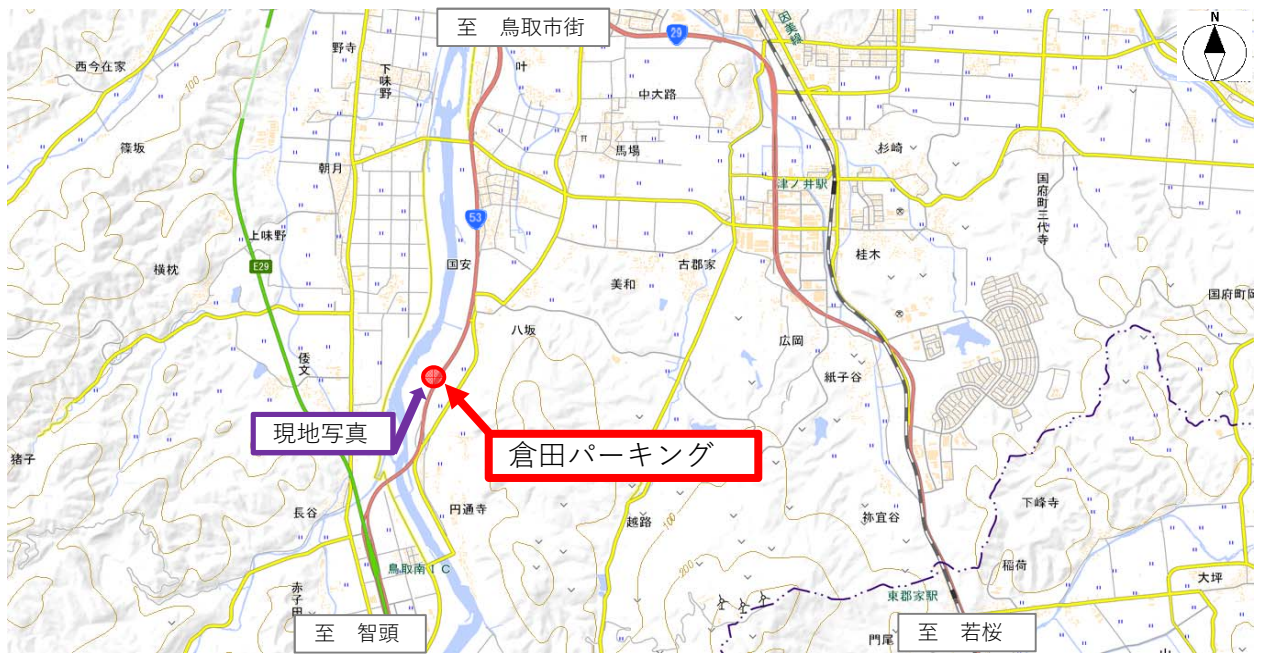 至　鳥取市街
N
29
因美線
野寺
西今在家
下味野
叶
100
中大路
篠坂
馬場
杉崎
朝月
津ノ井駅
国府町三代寺
53
上味野
国安
E29
横枕
古郡家
桂木
美和
国府町岡
八坂
広岡
倭文
紙子谷
現地写真
倉田パーキング
猪子
長谷
円通寺
越路
100
祢宜谷
下峰寺
200
鳥取南IC
稲荷
大坪
赤子田
東郡家駅
至　智頭
至　若桜
門尾